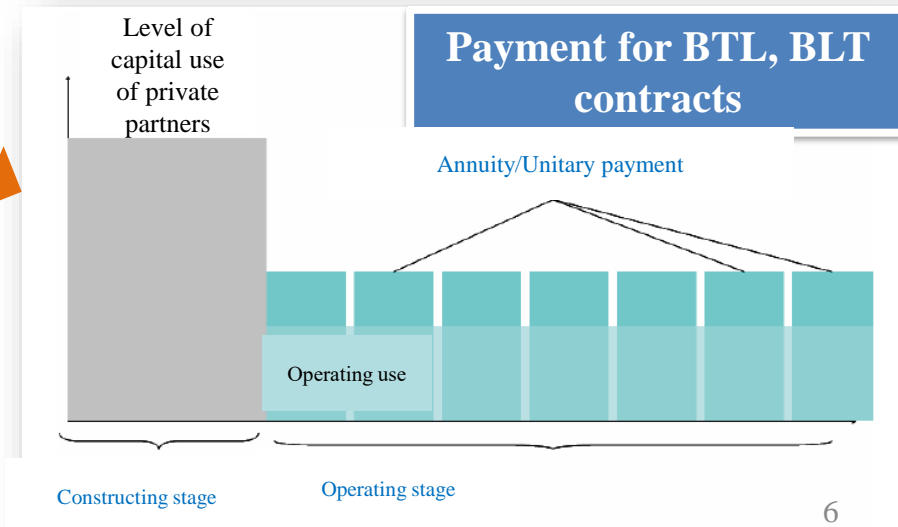 Level of
capital use
of private
partners
Payment for BTL, BLT
contracts
Annuity/Unitary payment
Operating use
Constructing stage
Operating stage
6